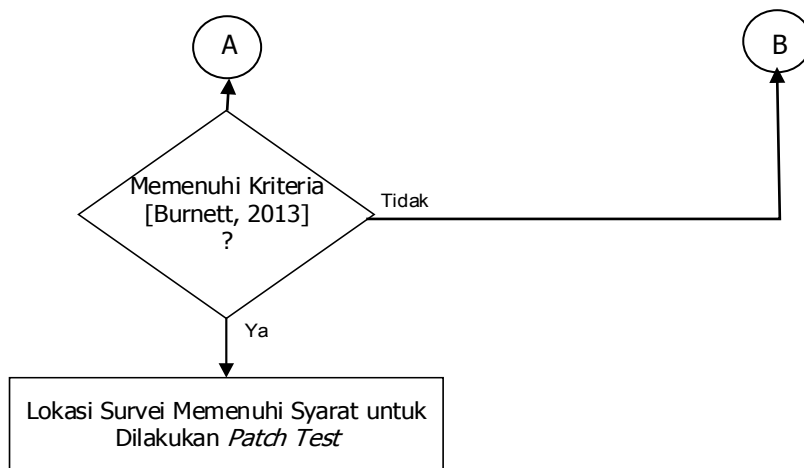 A
B
Memenuhi Kriteria
[Burnett, 2013]
?
Tidak
Ya
Lokasi Survei Memenuhi Syarat untuk
Dilakukan Patch Test